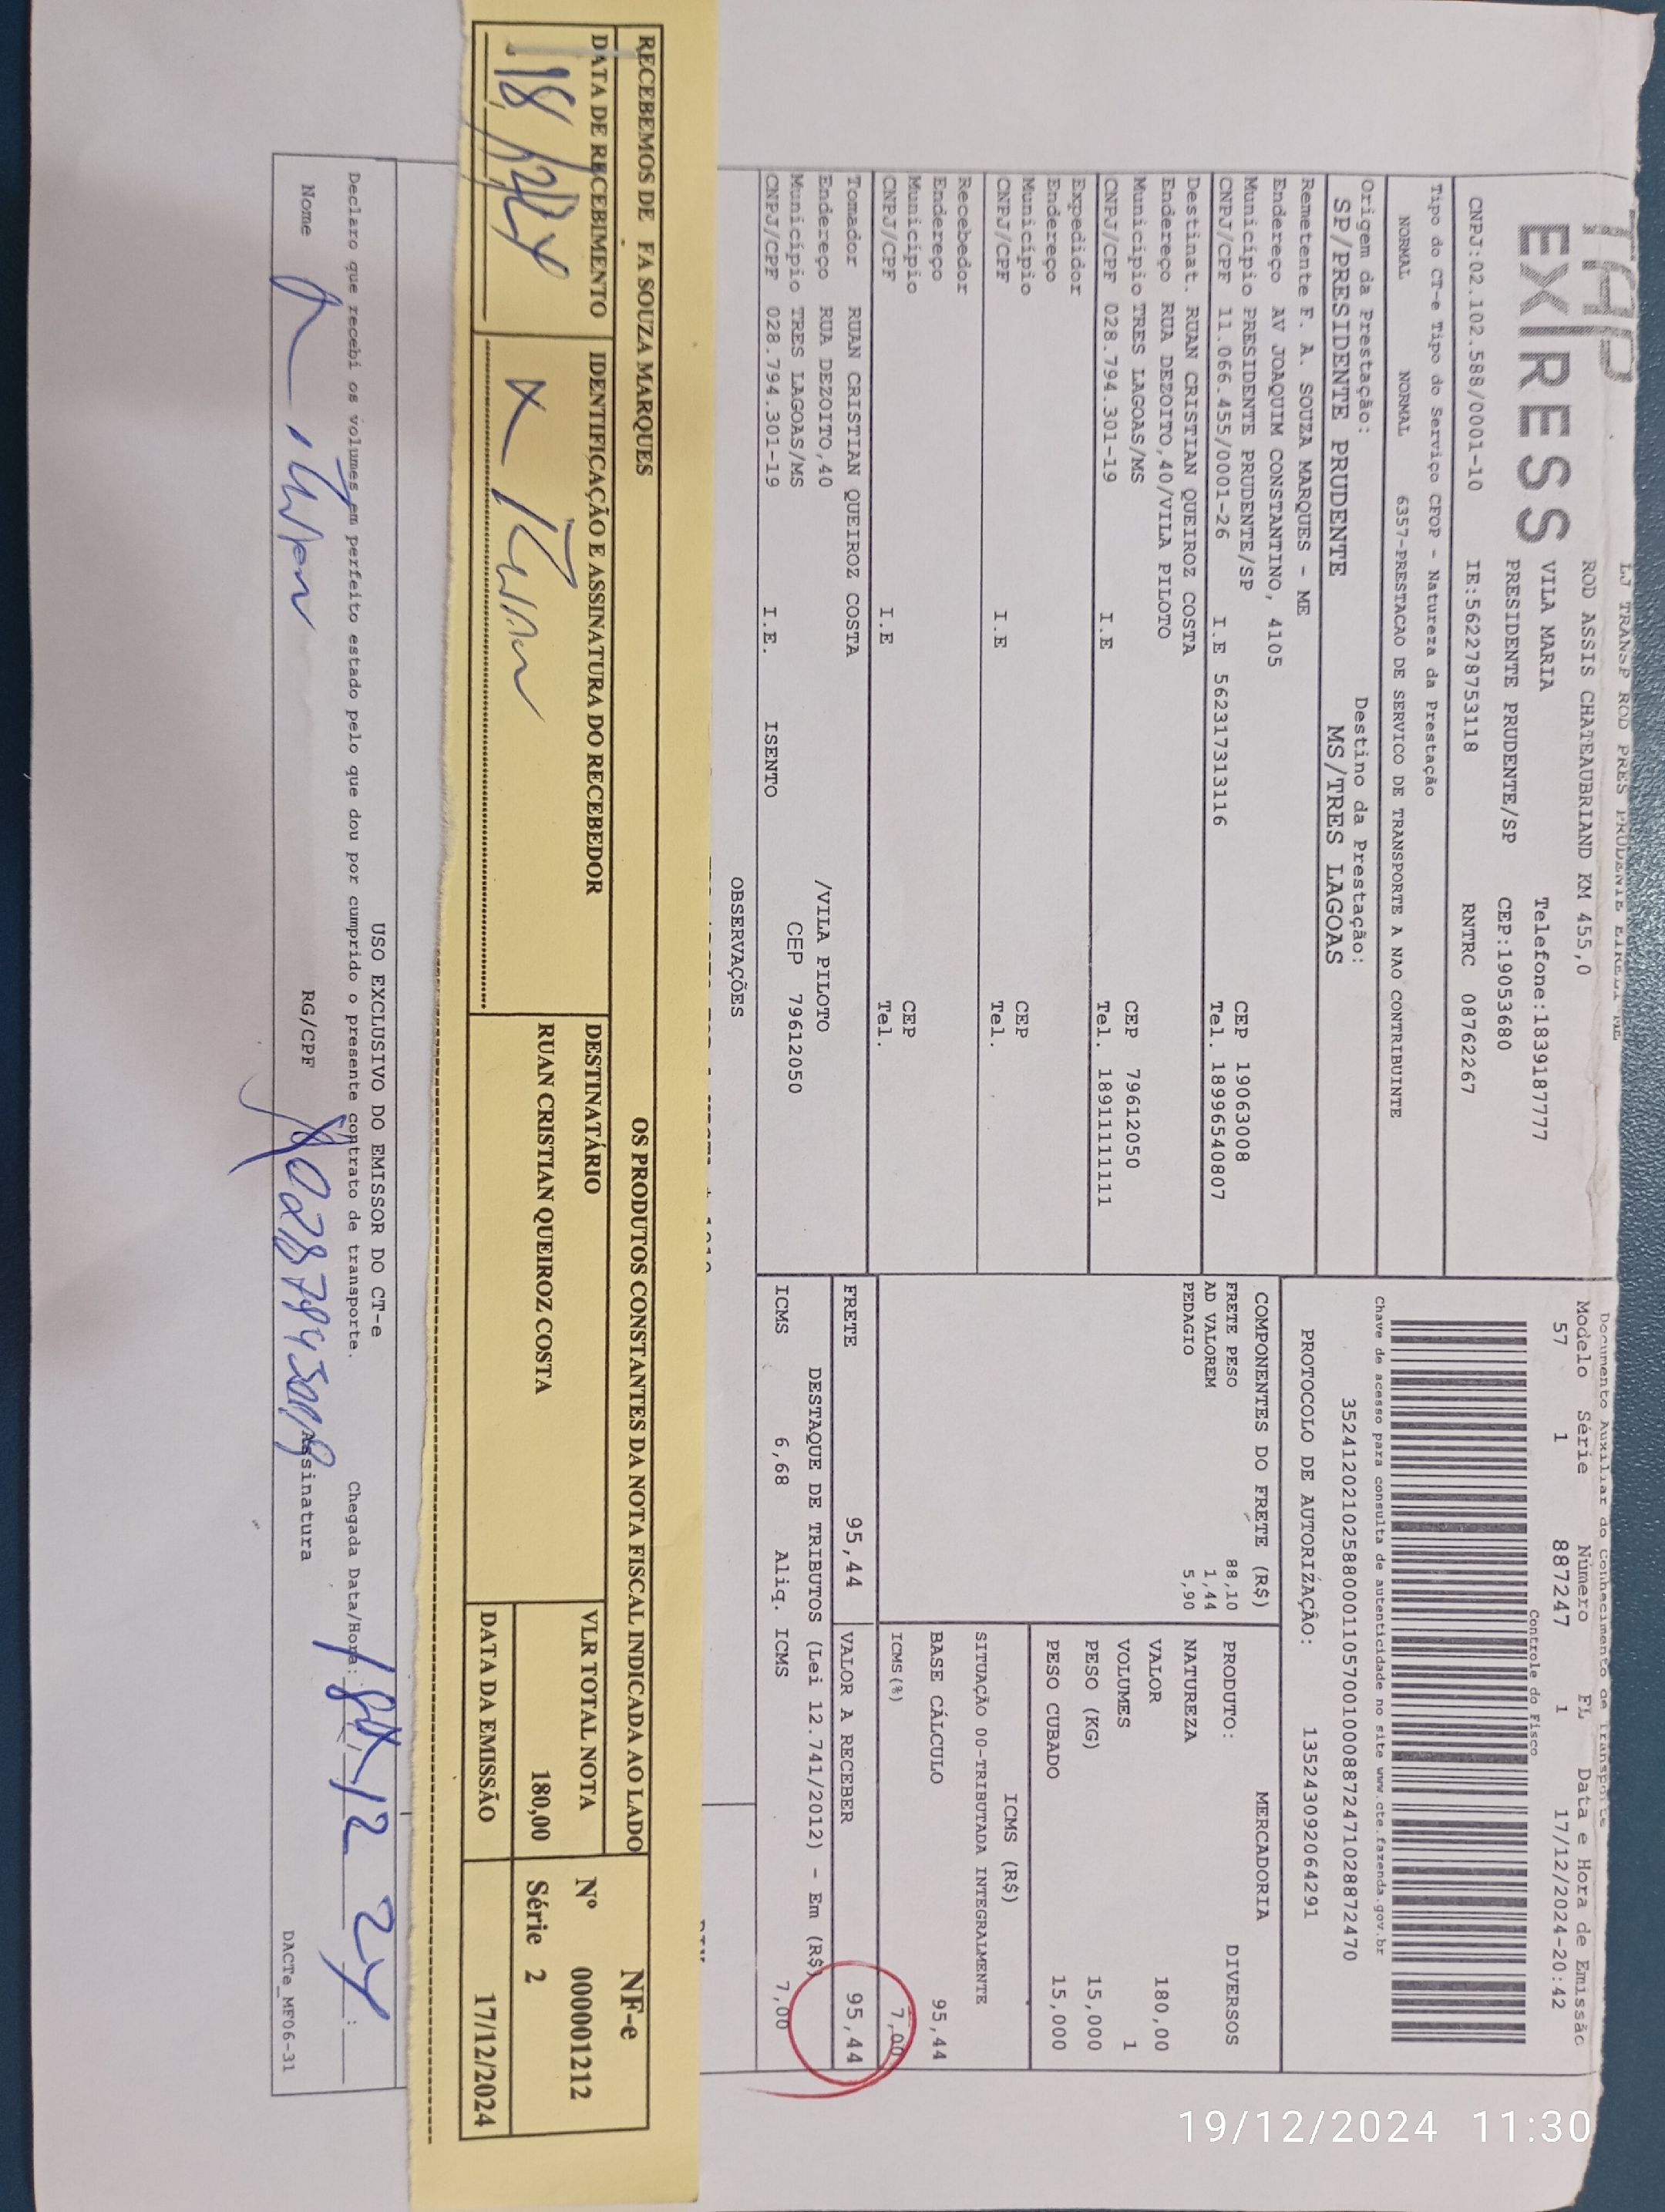 LJ TRANSP ROD PRES PRUDENTE EIRELI ME
EXPRESS
ROD ASSIS CHATEAUBRIAND KM 455,0
VILA MARIA Telefone:1839187777
PRESIDENTE PRUDENTE/SP CEP:19053680
CNPJ:02.102.588/0001-10 IE:562278753118 RNTRC 08762267
Tipo do CT-e Tipo do Serviço CFOP - Natureza da Prestação
NORMAL NORMAL 6357-PRESTACAO DE SERVICO DE TRANSPORTE A NAO CONTRIBUINTE
Origem da Prestação: Destino da Prestação:
SP/PRESIDENTE PRUDENTE MS/TRES LAGOAS
Remetente F. A. SOUZA MARQUES - ME
Endereço AV JOAQUIM CONSTANTINO, 4105
Município PRESIDENTE PRUDENTE/SP CEP 19063008
CNPJ/CPF 11.066.455/0001-26 I.E 562317313116 Tel. 18996540807
Destinat. RUAN CRISTIAN QUEIROZ COSTA
Endereço RUA DEZOITO,40/VILA PILOTO
Município TRES LAGOAS/MS CEP 79612050
CNPJ/CPF 028.794.301-19 I.E Tel. 18911111111
Expedidor
Endereço
Município CEP
CNPJ/CPF I.E Tel.
Recebedor
Endereço
Município CEP
CNPJ/CPF I.E Tel.
Tomador RUAN CRISTIAN QUEIROZ COSTA
Endereço RUA DEZOITO,40 /VILA PILOTO
Município TRES LAGOAS/MS CEP 79612050
CNPJ/CPF 028.794.301-19 I.E. ISENTO
OBSERVAÇÕES
Documento Auxiliar do Conhecimento de Transporte
Modelo Série Número FL Data e Hora de Emissão
57 1 887247 1 17/12/2024-20:42
Controle do Fisco
Chave de acesso para consulta de autenticidade no site www.cte.fazenda.gov.br
35241202102588000110570010008872471028872470
PROTOCOLO DE AUTORIZAÇÃO: 135243092064291
COMPONENTES DO FRETE (R$)
FRETE PESO 88,10
AD VALOREM 1,44
PEDAGIO 5,90
MERCADORIA
PRODUTO: DIVERSOS
NATUREZA
VALOR 180,00
VOLUMES 1
PESO (KG) 15,000
PESO CUBADO 15,000
ICMS (R$)
SITUAÇÃO 00-TRIBUTADA INTEGRALMENTE
BASE CÁLCULO 95,44
ICMS(%) 7,00
FRETE 95,44 VALOR A RECEBER 95,44
DESTAQUE DE TRIBUTOS (Lei 12.741/2012) - Em (R$)
ICMS 6,68 Aliq. ICMS 7,00
RECEBEMOS DE FA SOUZA MARQUES OS PRODUTOS CONSTANTES DA NOTA FISCAL INDICADA AO LADO
DATA DE RECEBIMENTO IDENTIFICAÇÃO E ASSINATURA DO RECEBEDOR
DESTINATÁRIO
RUAN CRISTIAN QUEIROZ COSTA
VLR TOTAL NOTA
180,00
DATA DA EMISSÃO
NF-e
Nº 000001212
Série 2
17/12/2024
USO EXCLUSIVO DO EMISSOR DO CT-e
Declaro que recebi os volumes em perfeito estado pelo que dou por cumprido o presente contrato de transporte. Chegada Data/Hora: 18 12 24
Nome RG/CPF 02879430119 Assinatura
DACTe_MF06-31
19/12/2024 11:30